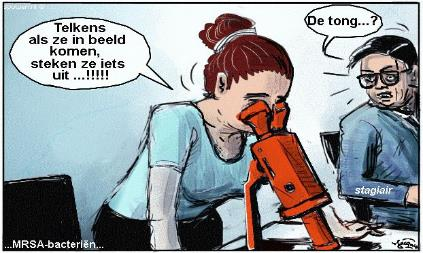 Telkens
als ze in beeld
komen,
steken ze iets
uit ...!!!!!
De tong...?
stagiair
...MRSA-bacteriën...